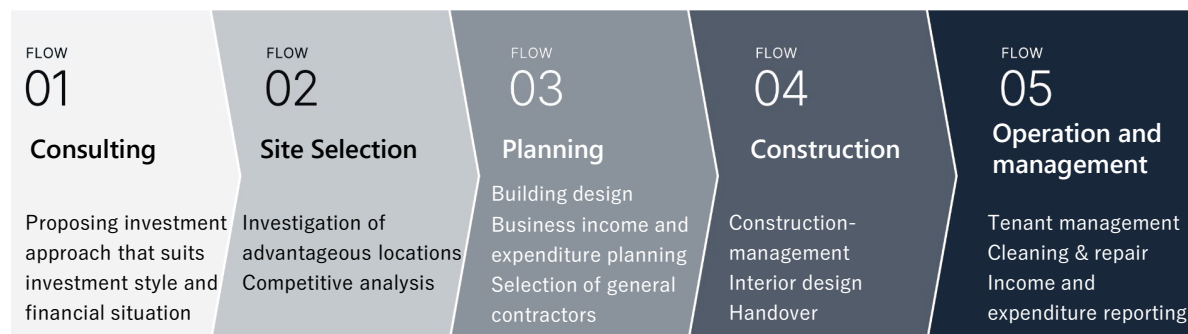 FLOW
01
Consulting
Proposing investment
approach that suits
investment style and
financial situation
FLOW
02
Site Selection
Investigation of
advantageous locations
Competitive analysis
FLOW
03
Planning
Building design
Business income and
expenditure planning
Selection of general
contractors
FLOW
04
Construction
Construction-
management
Interior design
Handover
FLOW
05
Operation and
management
Tenant management
Cleaning & repair
Income and
expenditure reporting